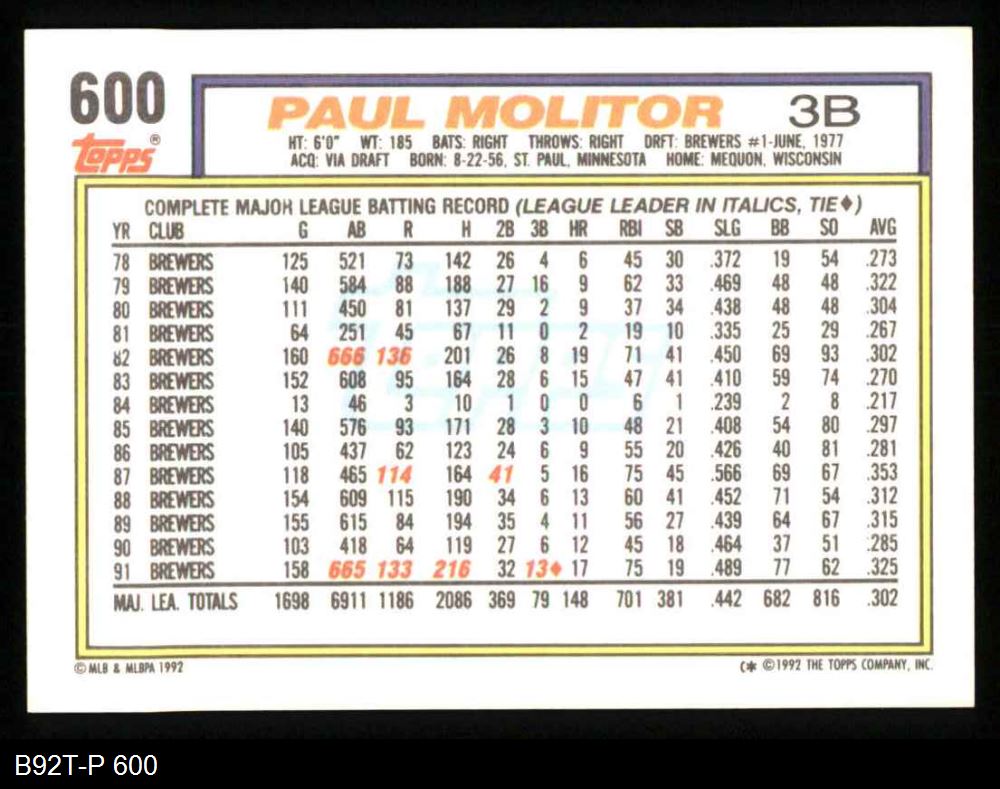 600
Topps®
PAUL MOLITOR 3B
HT: 6'0" WT: 185 BATS: RIGHT THROWS: RIGHT DRFT: BREWERS #1-JUNE, 1977
ACQ: VIA DRAFT BORN: 8-22-56, ST. PAUL, MINNESOTA HOME: MEQUON, WISCONSIN
COMPLETE MAJOR LEAGUE BATTING RECORD (LEAGUE LEADER IN ITALICS, TIE♦)
YR CLUB G AB R H 2B 3B HR RBI SB SLG BB SO AVG
78 BREWERS 125 521 73 142 26 4 6 45 30 .372 19 54 .273
79 BREWERS 140 584 88 188 27 16 9 62 33 .469 48 48 .322
80 BREWERS 111 450 81 137 29 2 9 37 34 .438 48 48 .304
81 BREWERS 64 251 45 67 11 0 2 19 10 .335 25 29 .267
82 BREWERS 160 666 136 201 26 8 19 71 41 .450 69 93 .302
83 BREWERS 152 608 95 164 28 6 15 47 41 .410 59 74 .270
84 BREWERS 13 46 3 10 1 0 0 6 1 .239 2 8 .217
85 BREWERS 140 576 93 171 28 3 10 48 21 .408 54 80 .297
86 BREWERS 105 437 62 123 24 6 9 55 20 .426 40 81 .281
87 BREWERS 118 465 114 164 41 5 16 75 45 .566 69 67 .353
88 BREWERS 154 609 115 190 34 6 13 60 41 .452 71 54 .312
89 BREWERS 155 615 84 194 35 4 11 56 27 .439 64 67 .315
90 BREWERS 103 418 64 119 27 6 12 45 18 .464 37 51 .285
91 BREWERS 158 665 133 216 32 13♦ 17 75 19 .489 77 62 .325
MAJ. LEA. TOTALS 1698 6911 1186 2086 369 79 148 701 381 .442 682 816 .302
Topps
© MLB & MLBPA 1992
(* ©1992 THE TOPPS COMPANY, INC.
B92T-P 600